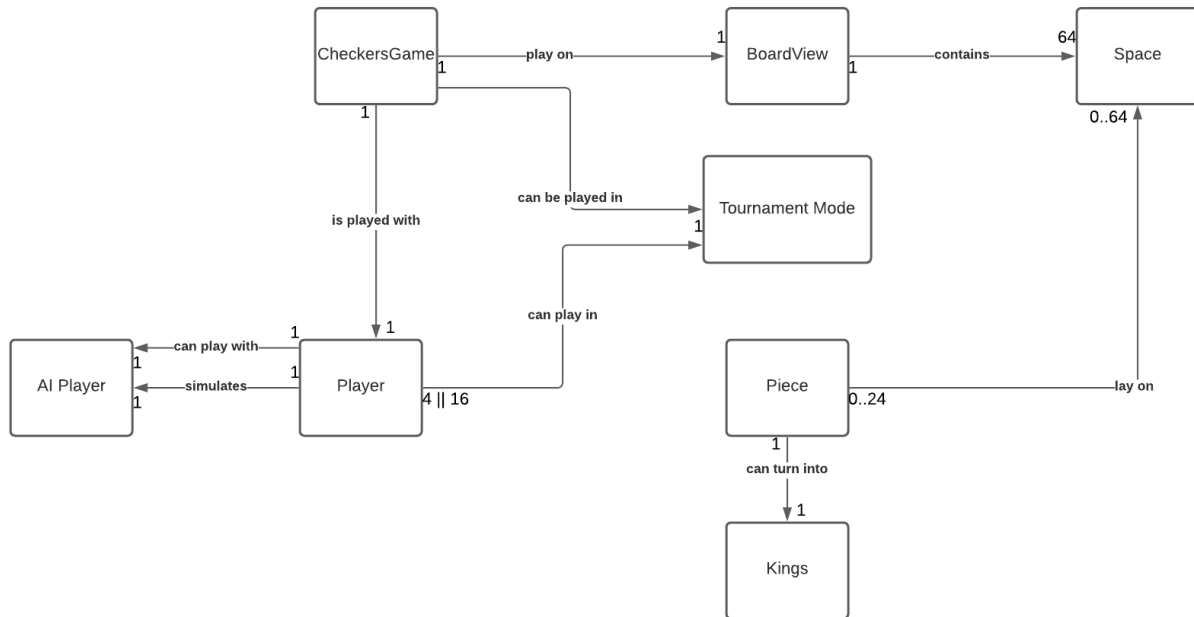 CheckersGame
play on
1
1
BoardView
1
contains
64
Space
0..64
1
can be played in
Tournament Mode
1
is played with
can play in
1
AI Player
can play with
1
1
simulates
1
1
Player
4 || 16
Piece
0..24
lay on
1
can turn into
1
Kings